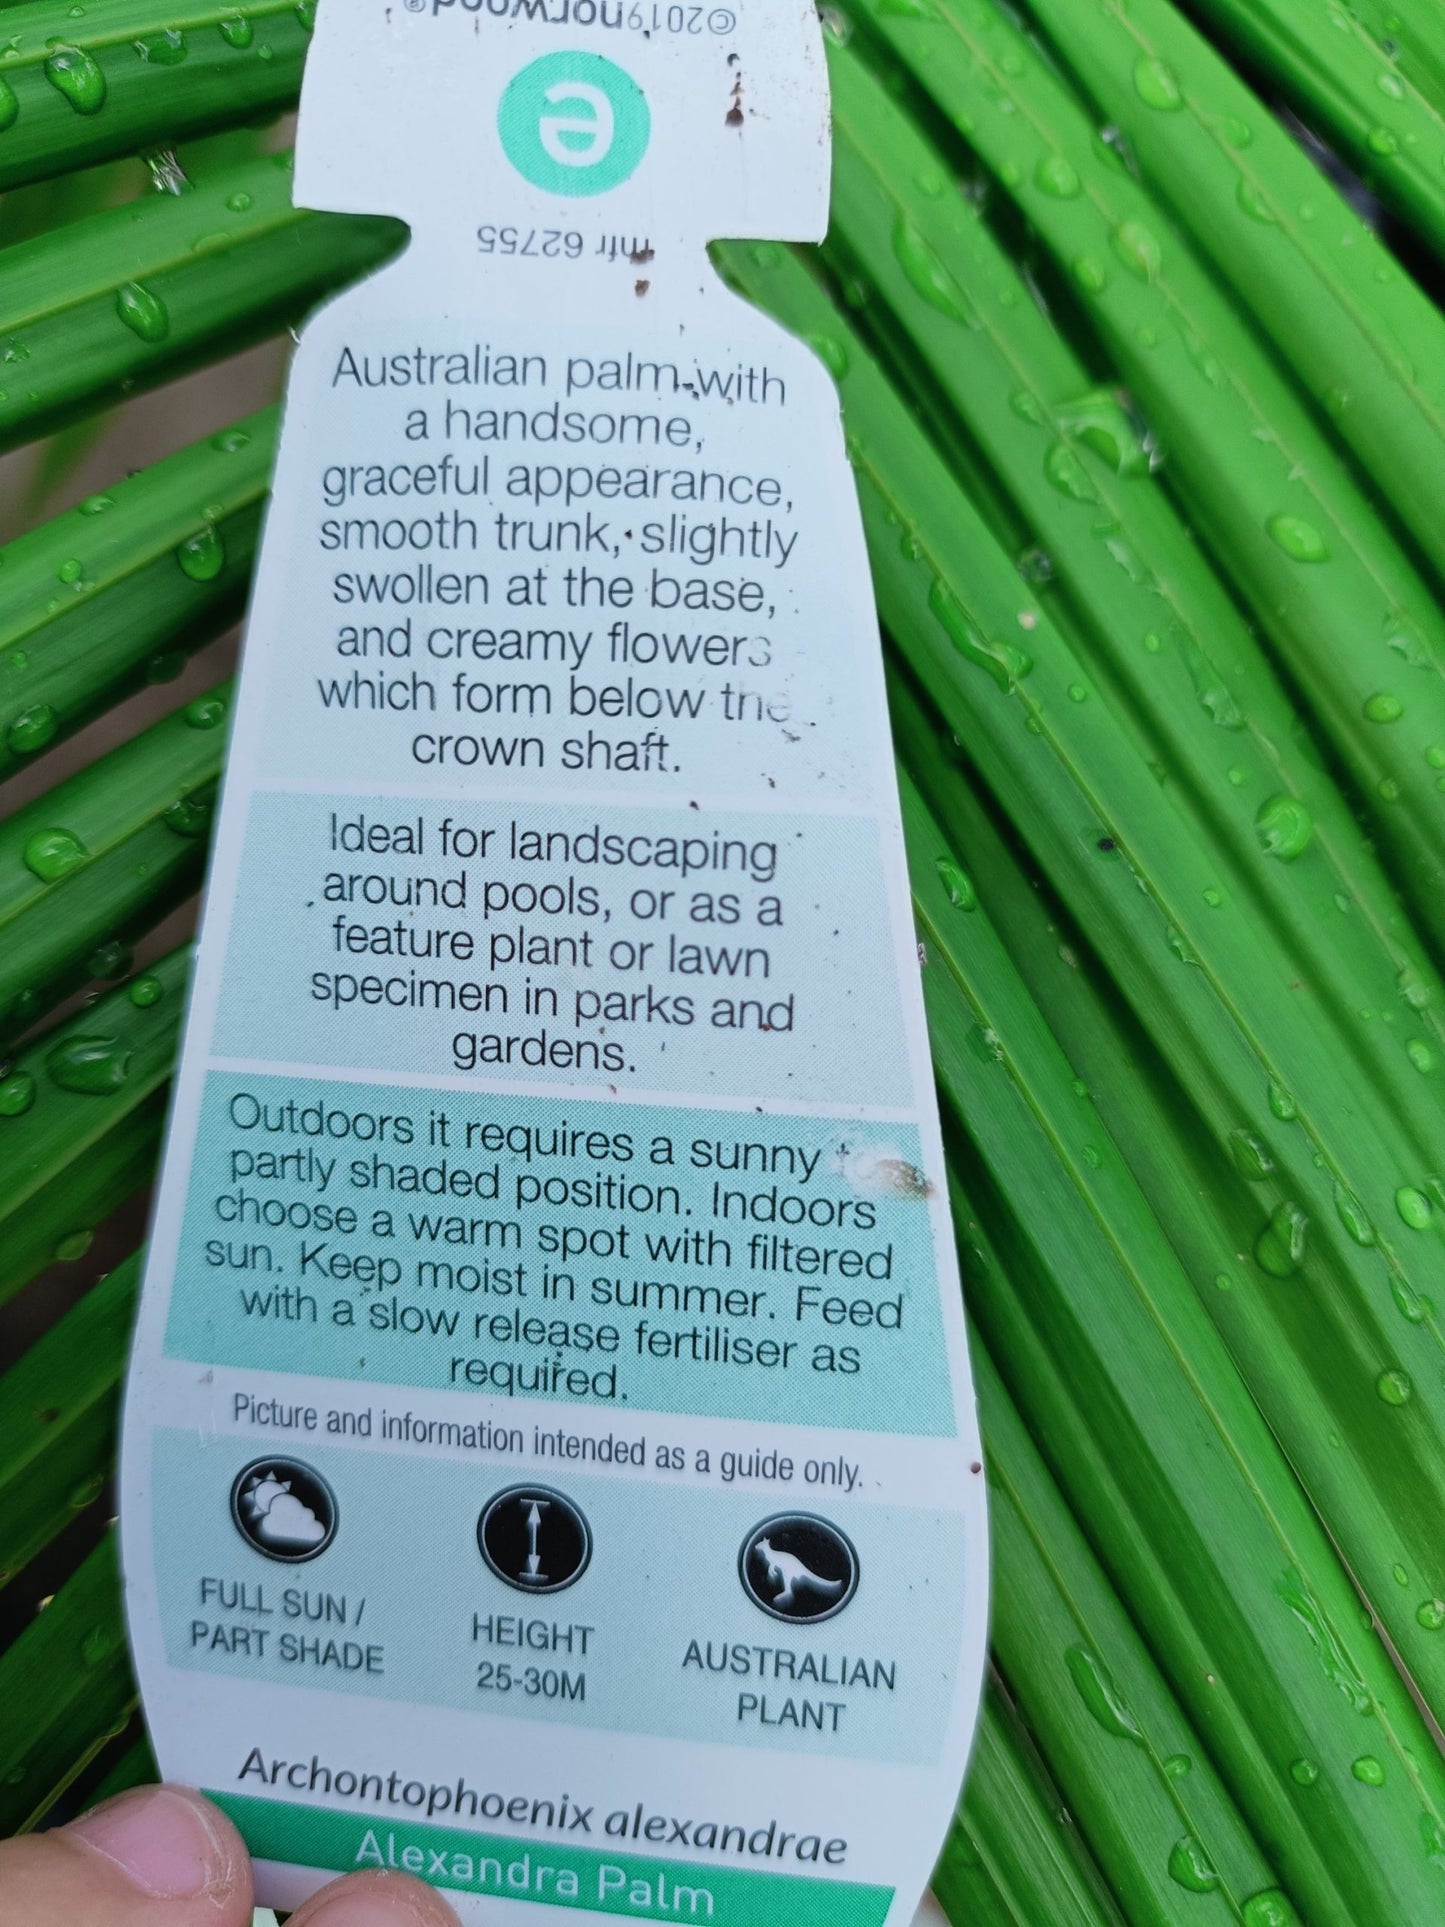 ©2019norwood®
e
mfr 62755
Australian palm with
a handsome,
graceful appearance,
smooth trunk, slightly
swollen at the base,
and creamy flowers
which form below the
crown shaft.
Ideal for landscaping
around pools, or as a
feature plant or lawn
specimen in parks and
gardens.
Outdoors it requires a sunny
partly shaded position. Indoors
choose a warm spot with filtered
sun. Keep moist in summer. Feed
with a slow release fertiliser as
required.
Picture and information intended as a guide only.
FULL SUN /
PART SHADE
HEIGHT
25-30M
AUSTRALIAN
PLANT
Archontophoenix alexandrae
Alexandra Palm